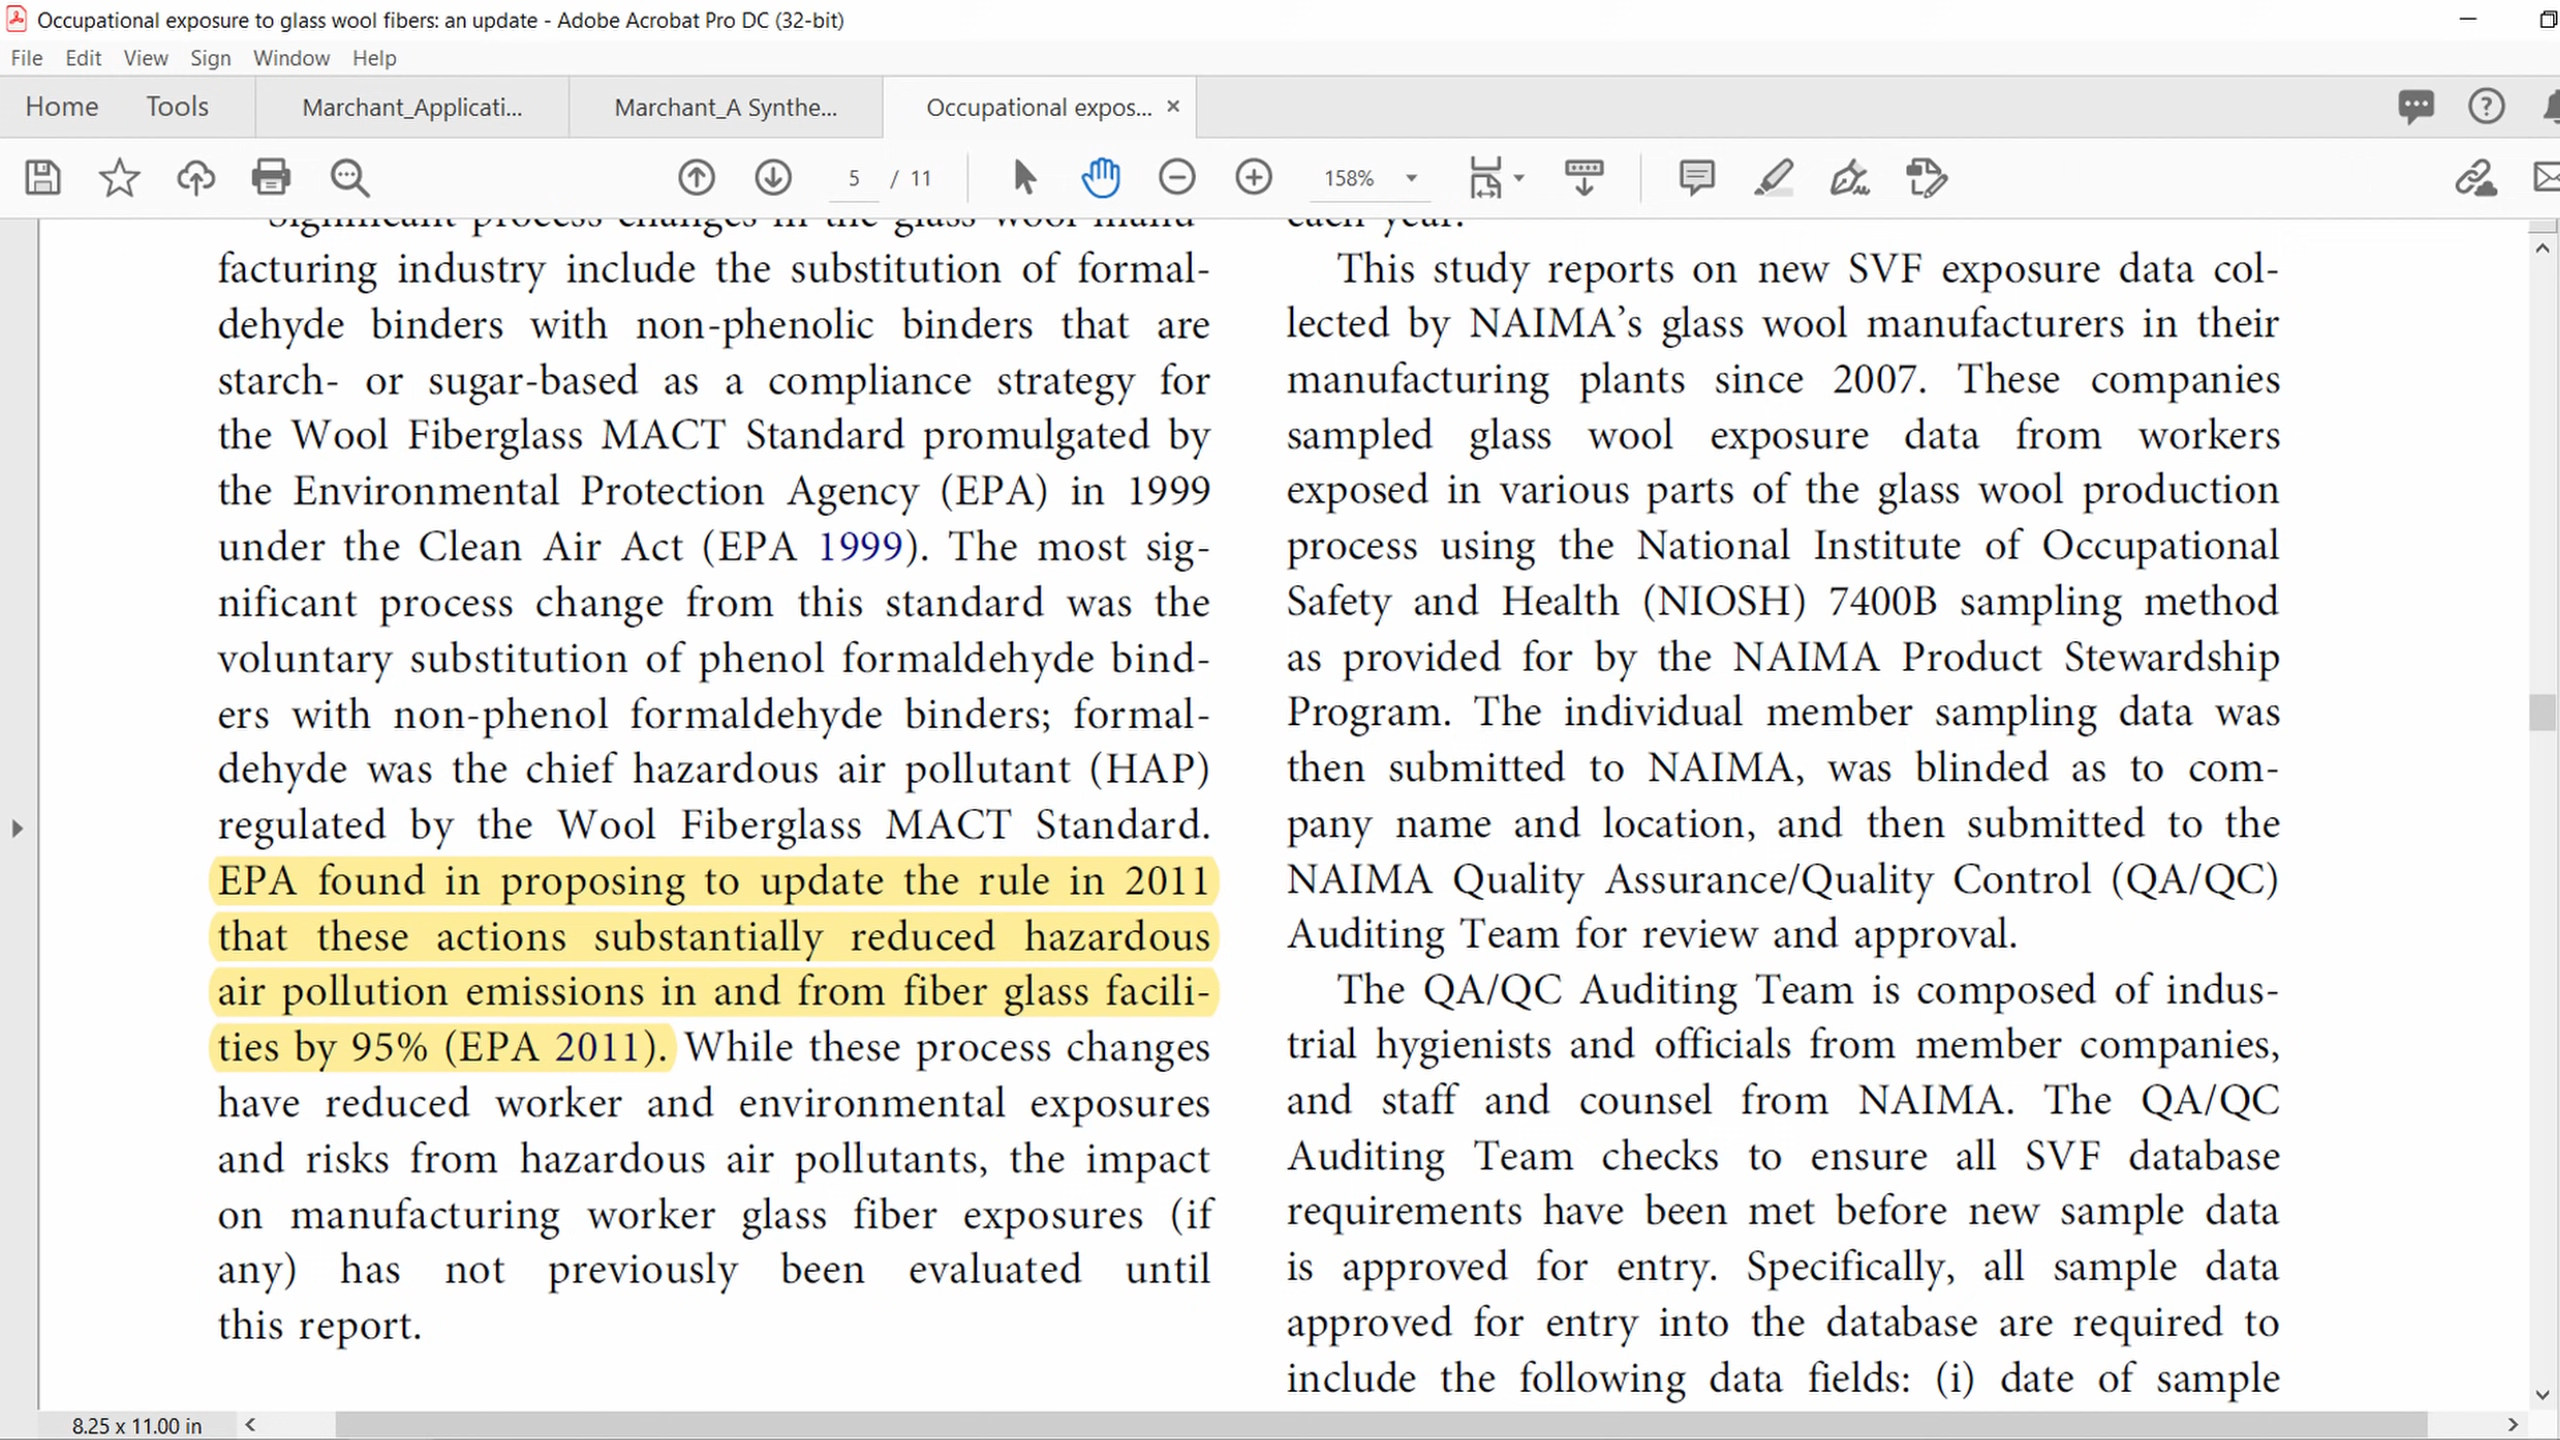 Occupational exposure to glass wool fibers: an update - Adobe Acrobat Pro DC (32-bit)
File Edit View Sign Window Help
Home Tools Marchant_Applicati... Marchant_A Synthe... Occupational expos... ×
5 / 11 158%
Significant process changes in the glass wool manu-
facturing industry include the substitution of formal-
dehyde binders with non-phenolic binders that are
starch- or sugar-based as a compliance strategy for
the Wool Fiberglass MACT Standard promulgated by
the Environmental Protection Agency (EPA) in 1999
under the Clean Air Act (EPA 1999). The most sig-
nificant process change from this standard was the
voluntary substitution of phenol formaldehyde bind-
ers with non-phenol formaldehyde binders; formal-
dehyde was the chief hazardous air pollutant (HAP)
regulated by the Wool Fiberglass MACT Standard.
EPA found in proposing to update the rule in 2011
that these actions substantially reduced hazardous
air pollution emissions in and from fiber glass facili-
ties by 95% (EPA 2011). While these process changes
have reduced worker and environmental exposures
and risks from hazardous air pollutants, the impact
on manufacturing worker glass fiber exposures (if
any) has not previously been evaluated until
this report.
each year.
This study reports on new SVF exposure data col-
lected by NAIMA's glass wool manufacturers in their
manufacturing plants since 2007. These companies
sampled glass wool exposure data from workers
exposed in various parts of the glass wool production
process using the National Institute of Occupational
Safety and Health (NIOSH) 7400B sampling method
as provided for by the NAIMA Product Stewardship
Program. The individual member sampling data was
then submitted to NAIMA, was blinded as to com-
pany name and location, and then submitted to the
NAIMA Quality Assurance/Quality Control (QA/QC)
Auditing Team for review and approval.
The QA/QC Auditing Team is composed of indus-
trial hygienists and officials from member companies,
and staff and counsel from NAIMA. The QA/QC
Auditing Team checks to ensure all SVF database
requirements have been met before new sample data
is approved for entry. Specifically, all sample data
approved for entry into the database are required to
include the following data fields: (i) date of sample
8.25 x 11.00 in